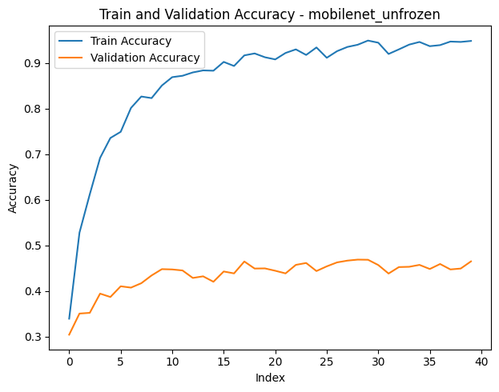 Train and Validation Accuracy - mobilenet_unfrozen
Train Accuracy
Validation Accuracy
Accuracy
0.9
0.8
0.7
0.6
0.5
0.4
0.3
0 5 10 15 20 25 30 35 40
Index